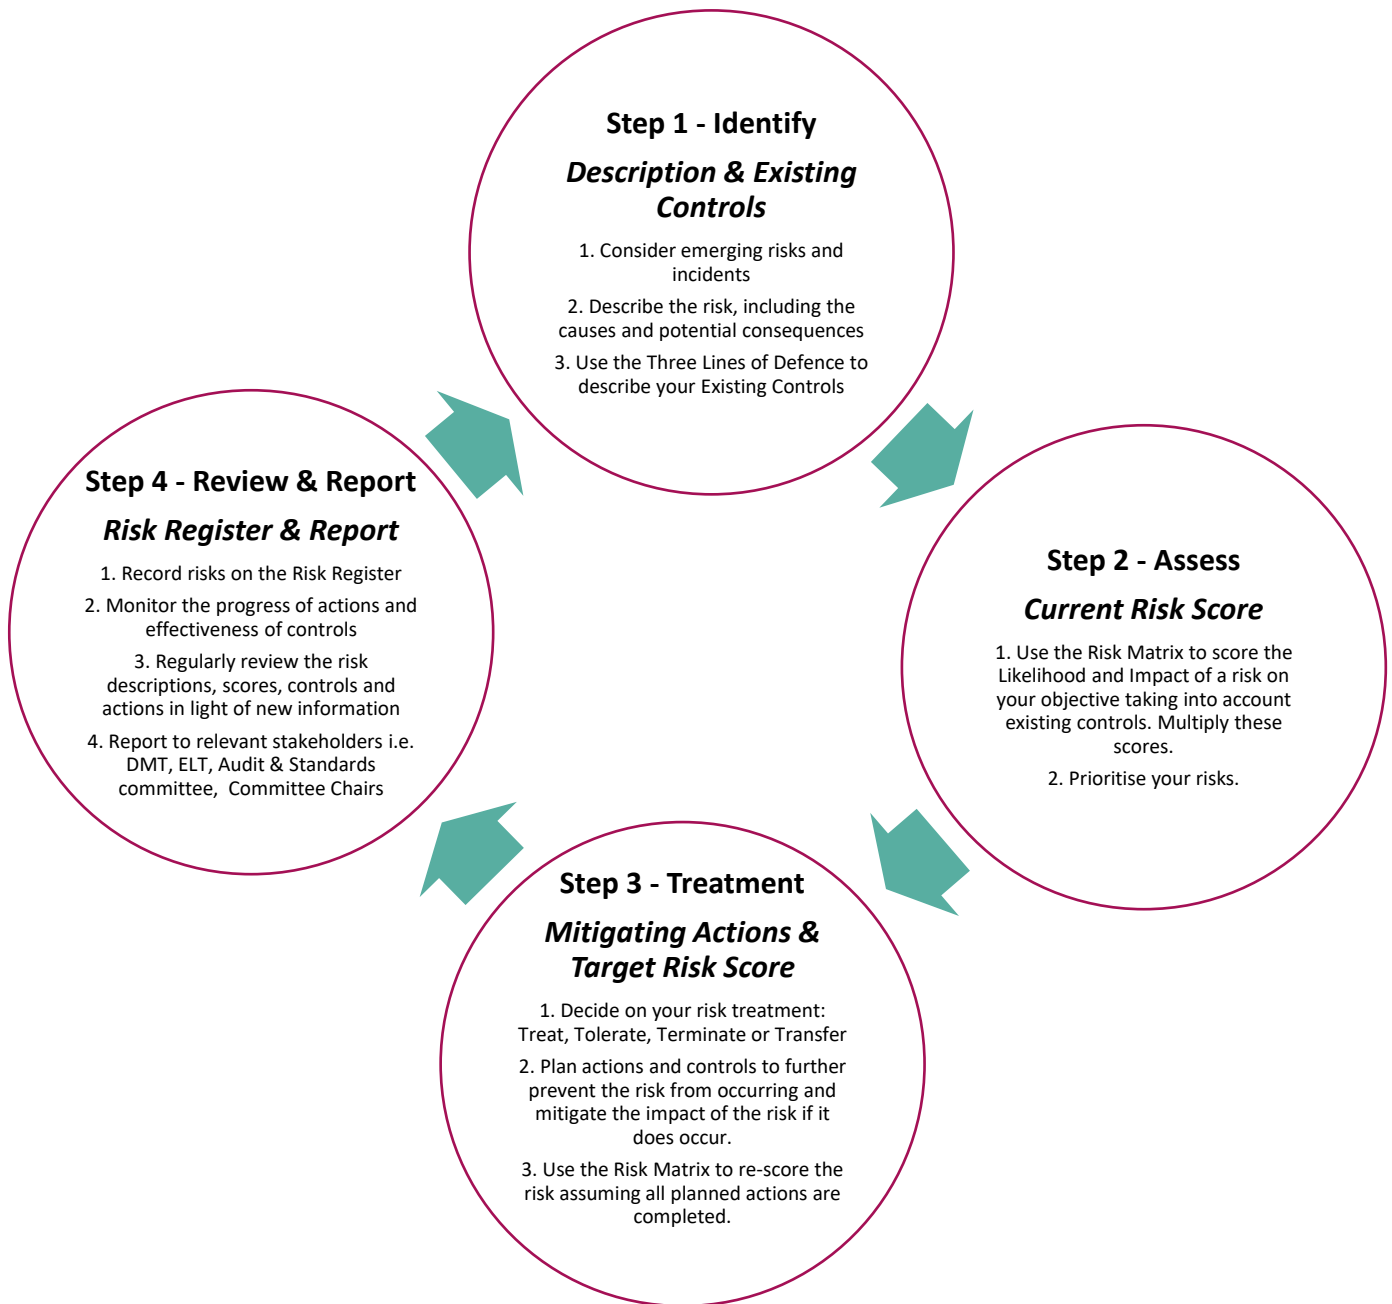 Step 1 - Identify
Description & Existing
Controls
1. Consider emerging risks and
incidents
2. Describe the risk, including the
causes and potential consequences
3. Use the Three Lines of Defence to
describe your Existing Controls
Step 2 - Assess
Current Risk Score
1. Use the Risk Matrix to score the
Likelihood and Impact of a risk on
your objective taking into account
existing controls. Multiply these
scores.
2. Prioritise your risks.
Step 3 - Treatment
Mitigating Actions &
Target Risk Score
1. Decide on your risk treatment:
Treat, Tolerate, Terminate or Transfer
2. Plan actions and controls to further
prevent the risk from occurring and
mitigate the impact of the risk if it
does occur.
3. Use the Risk Matrix to re-score the
risk assuming all planned actions are
completed.
Step 4 - Review & Report
Risk Register & Report
1. Record risks on the Risk Register
2. Monitor the progress of actions and
effectiveness of controls
3. Regularly review the risk
descriptions, scores, controls and
actions in light of new information
4. Report to relevant stakeholders i.e.
DMT, ELT, Audit & Standards
committee,  Committee Chairs